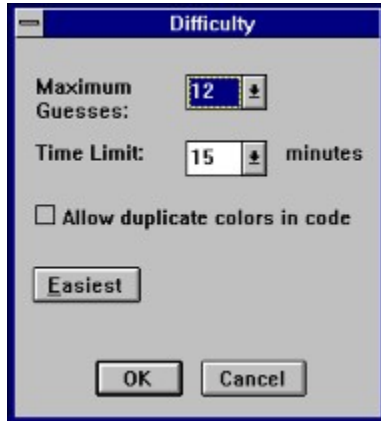 Difficulty
Maximum 12
Guesses:
Time Limit: 15 minutes
Allow duplicate colors in code
Easiest
OK Cancel